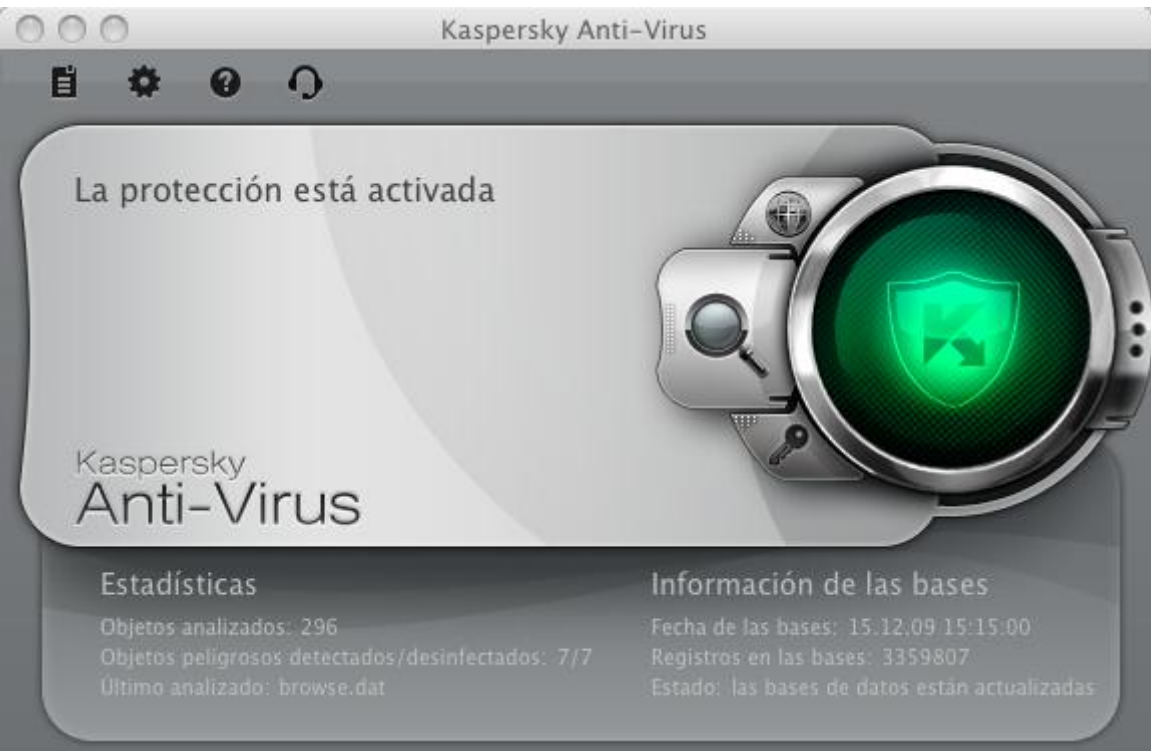 Kaspersky Anti-Virus
La protección está activada
Kaspersky
Anti-Virus
Estadísticas
Objetos analizados: 296
Objetos peligrosos detectados/desinfectados: 7/7
Último analizado: browse.dat
Información de las bases
Fecha de las bases: 15.12.09 15:15:00
Registros en las bases: 3359807
Estado: las bases de datos están actualizadas